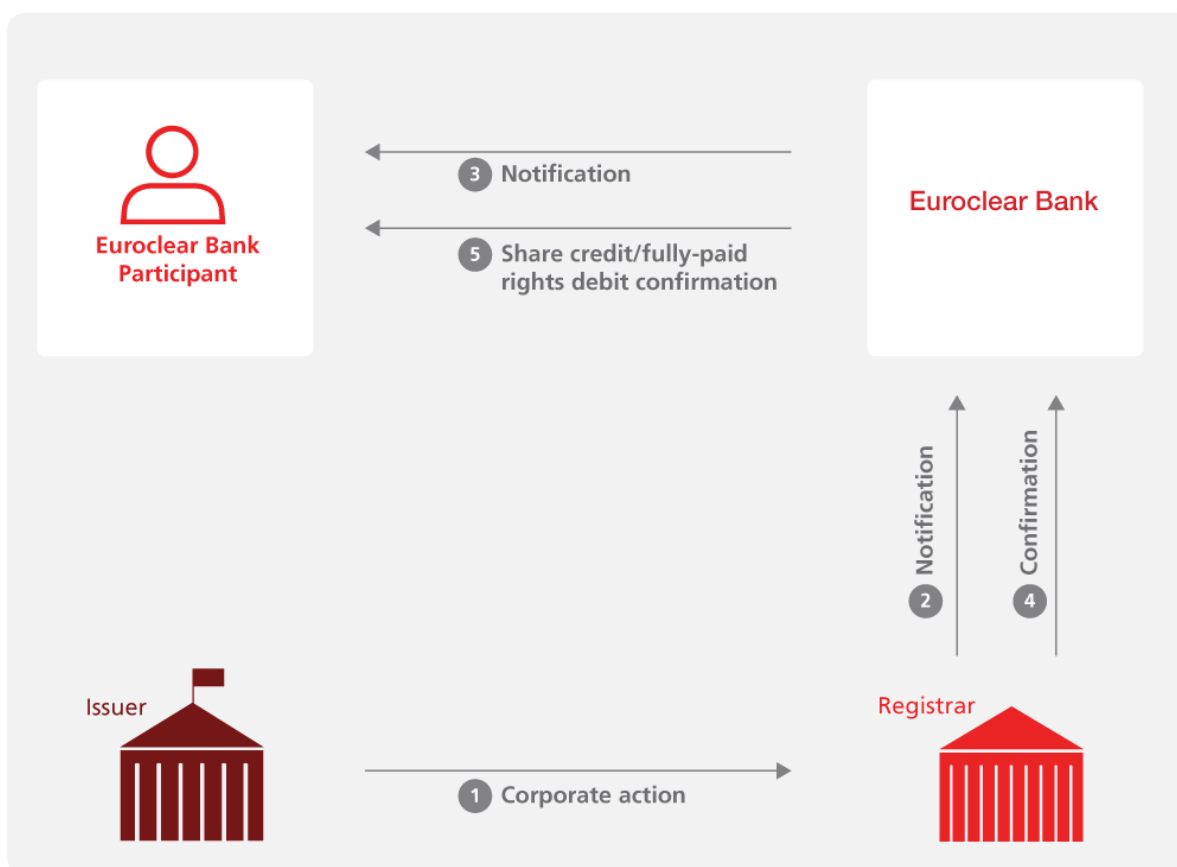 3 Notification
Euroclear Bank
Euroclear Bank
Participant
5 Share credit/fully-paid
rights debit confirmation
2 Notification
4 Confirmation
Issuer
Registrar
1 Corporate action